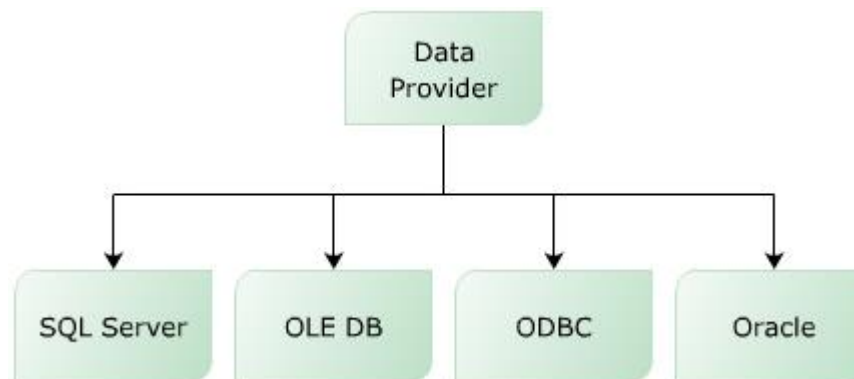 Data
Provider
SQL Server
OLE DB
ODBC
Oracle